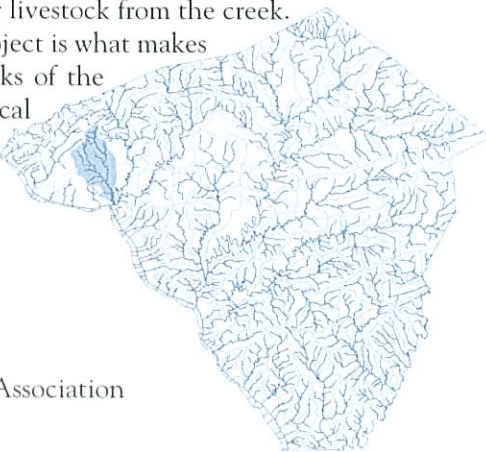 livestock from the creek.
ject is what makes
ks of the
cal
Association